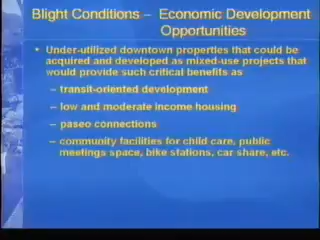 Blight Conditions – Economic Development
Opportunities
• Under-utilized downtown properties that could be
acquired and developed as mixed-use projects that
would provide such critical benefits as
– transit-oriented development
– low and moderate income housing
– paseo connections
– community facilities for child care, public
meetings space, bike stations, car share, etc.